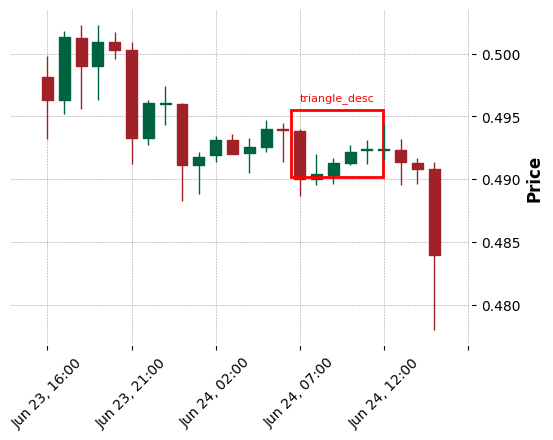 triangle_desc
0.500
0.495
0.490
0.485
0.480
Price
Jun 23, 16:00
Jun 23, 21:00
Jun 24, 02:00
Jun 24, 07:00
Jun 24, 12:00